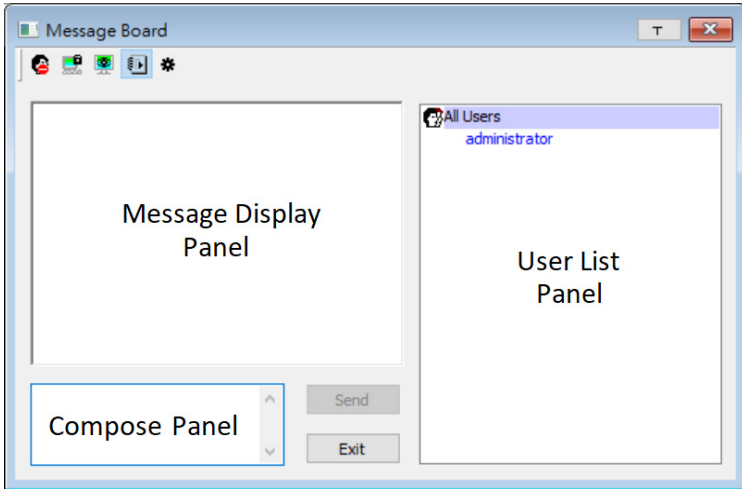 Message Board
All Users
administrator
Message Display
Panel
User List
Panel
Compose Panel
Send
Exit